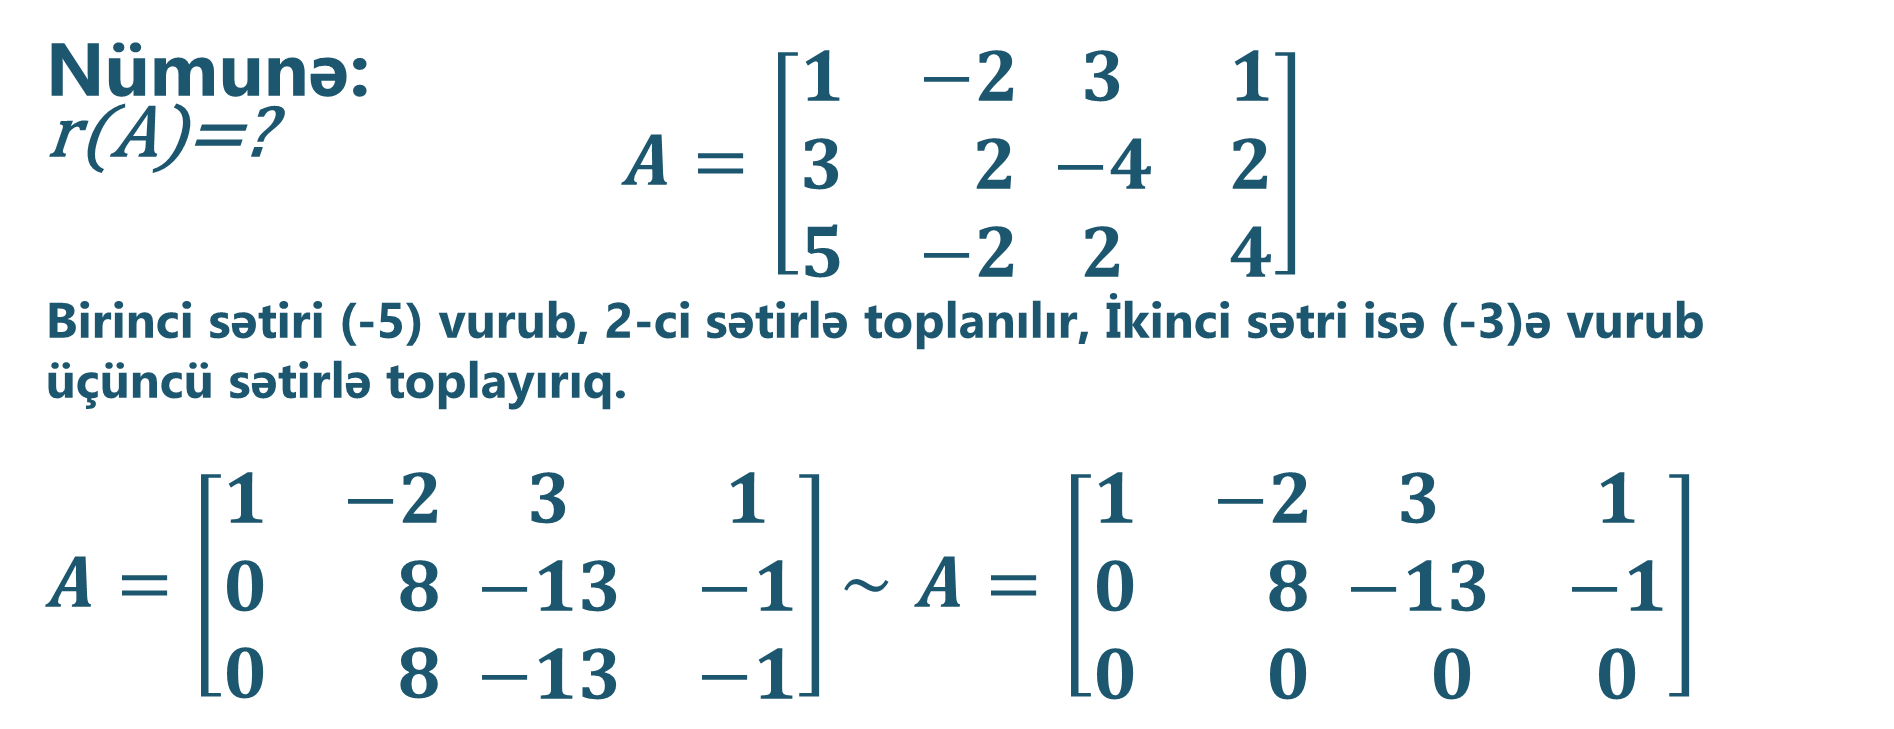 Nümunə:
r(A)=?
A = [1 −2 3 1
3 2 −4 2
5 −2 2 4]
Birinci sətiri (-5) vurub, 2-ci sətirlə toplanılır, İkinci sətri isə (-3)ə vurub
üçüncü sətirlə toplayırıq.
A = [1 −2 3 1
0 8 −13 −1
0 8 −13 −1] ~ A = [1 −2 3 1
0 8 −13 −1
0 0 0 0]